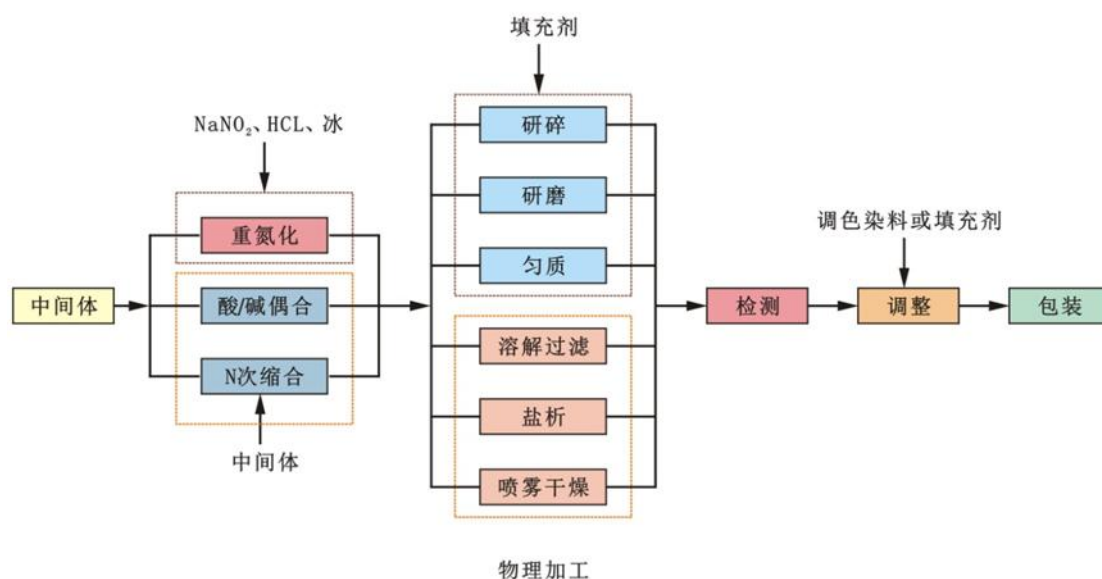 填充剂
研碎
NaNO₂、HCL、冰
研磨
重氮化
调色染料或填充剂
匀质
中间体
酸/碱偶合
检测
调整
包装
溶解过滤
N次缩合
盐析
中间体
喷雾干燥
物理加工